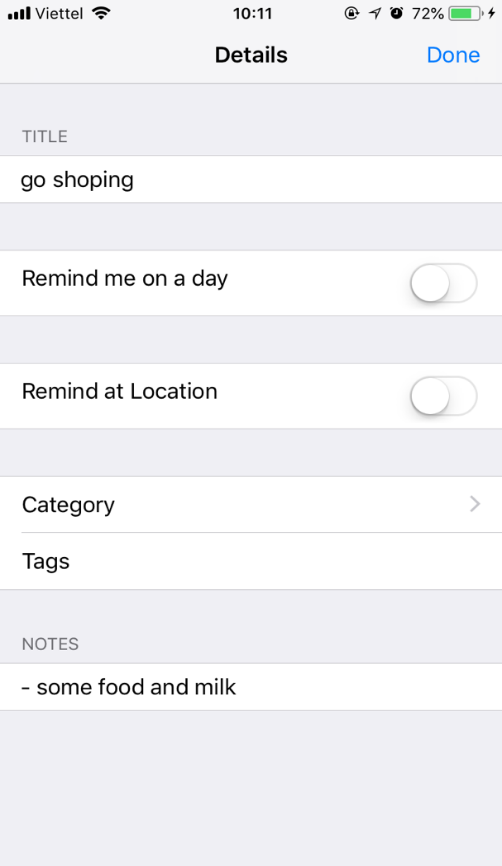 Viettel 10:11 72%
Details Done
TITLE
go shoping
Remind me on a day
Remind at Location
Category
Tags
NOTES
- some food and milk